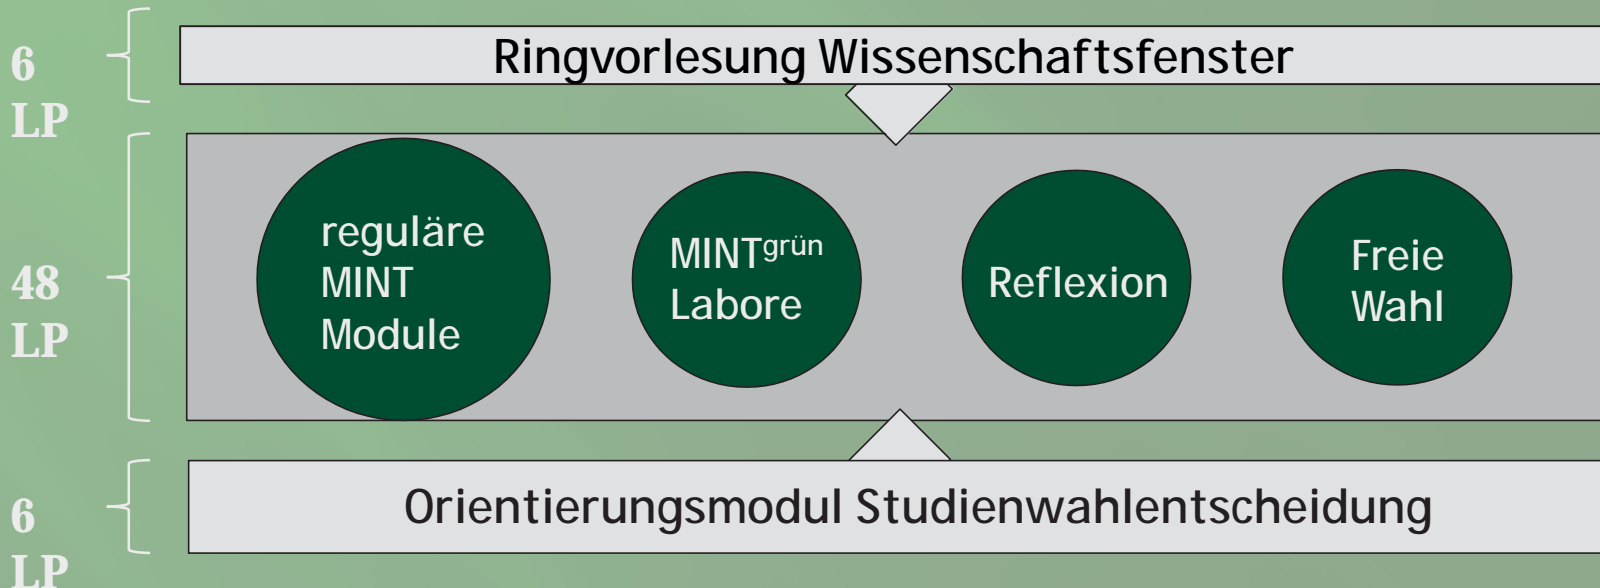 6
LP
Ringvorlesung Wissenschaftsfenster
48
LP
reguläre
MINT
Module
MINTgrün
Labore
Reflexion
Freie
Wahl
6
LP
Orientierungsmodul Studienwahlentscheidung